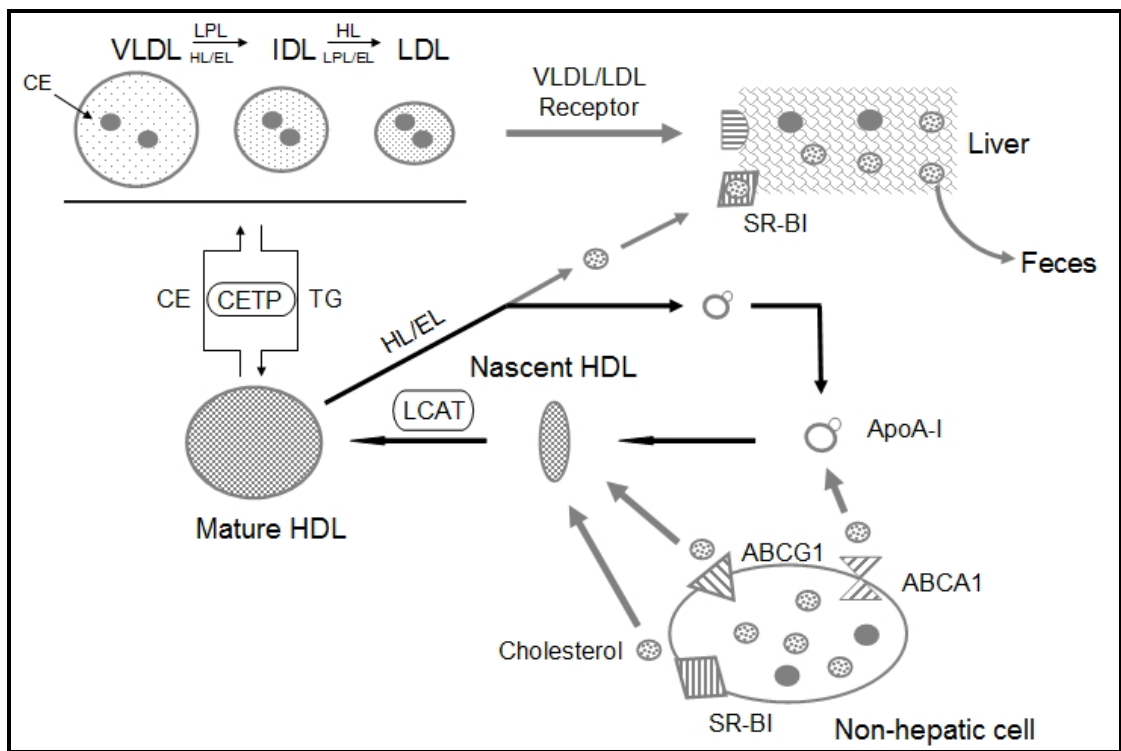 VLDL
LPL
HL/EL
IDL
HL
LPL/EL
LDL
CE
VLDL/LDL
Receptor
Liver
SR-BI
Feces
CE
CETP
TG
HL/EL
Nascent HDL
LCAT
ApoA-I
Mature HDL
ABCG1
ABCA1
Cholesterol
SR-BI
Non-hepatic cell